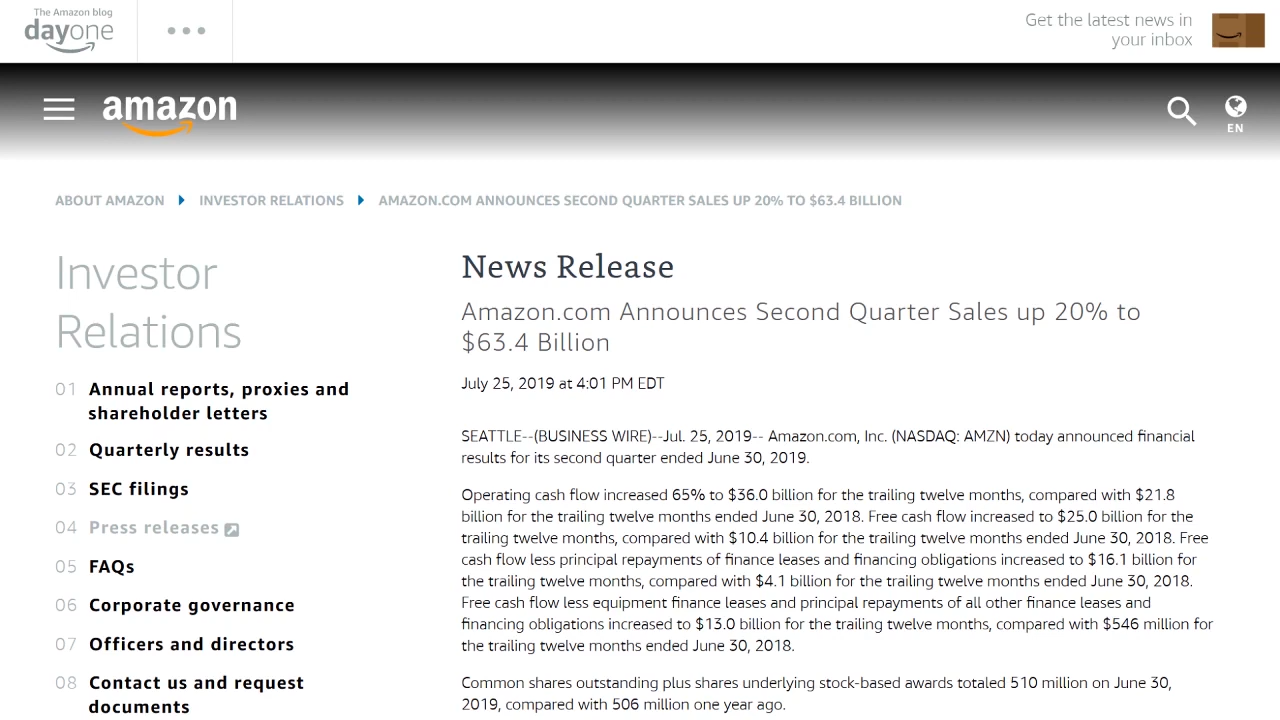 The Amazon blog
dayone
Get the latest news in
your inbox
amazon
EN
ABOUT AMAZON
INVESTOR RELATIONS
AMAZON.COM ANNOUNCES SECOND QUARTER SALES UP 20% TO $63.4 BILLION
Investor
Relations
01 Annual reports, proxies and
shareholder letters
02 Quarterly results
03 SEC filings
04 Press releases
05 FAQs
06 Corporate governance
07 Officers and directors
08 Contact us and request
documents
News Release
Amazon.com Announces Second Quarter Sales up 20% to
$63.4 Billion
July 25, 2019 at 4:01 PM EDT
SEATTLE--(BUSINESS WIRE)--Jul. 25, 2019-- Amazon.com, Inc. (NASDAQ: AMZN) today announced financial
results for its second quarter ended June 30, 2019.
Operating cash flow increased 65% to $36.0 billion for the trailing twelve months, compared with $21.8
billion for the trailing twelve months ended June 30, 2018. Free cash flow increased to $25.0 billion for the
trailing twelve months, compared with $10.4 billion for the trailing twelve months ended June 30, 2018. Free
cash flow less principal repayments of finance leases and financing obligations increased to $16.1 billion for
the trailing twelve months, compared with $4.1 billion for the trailing twelve months ended June 30, 2018.
Free cash flow less equipment finance leases and principal repayments of all other finance leases and
financing obligations increased to $13.0 billion for the trailing twelve months, compared with $546 million for
the trailing twelve months ended June 30, 2018.
Common shares outstanding plus shares underlying stock-based awards totaled 510 million on June 30,
2019, compared with 506 million one year ago.